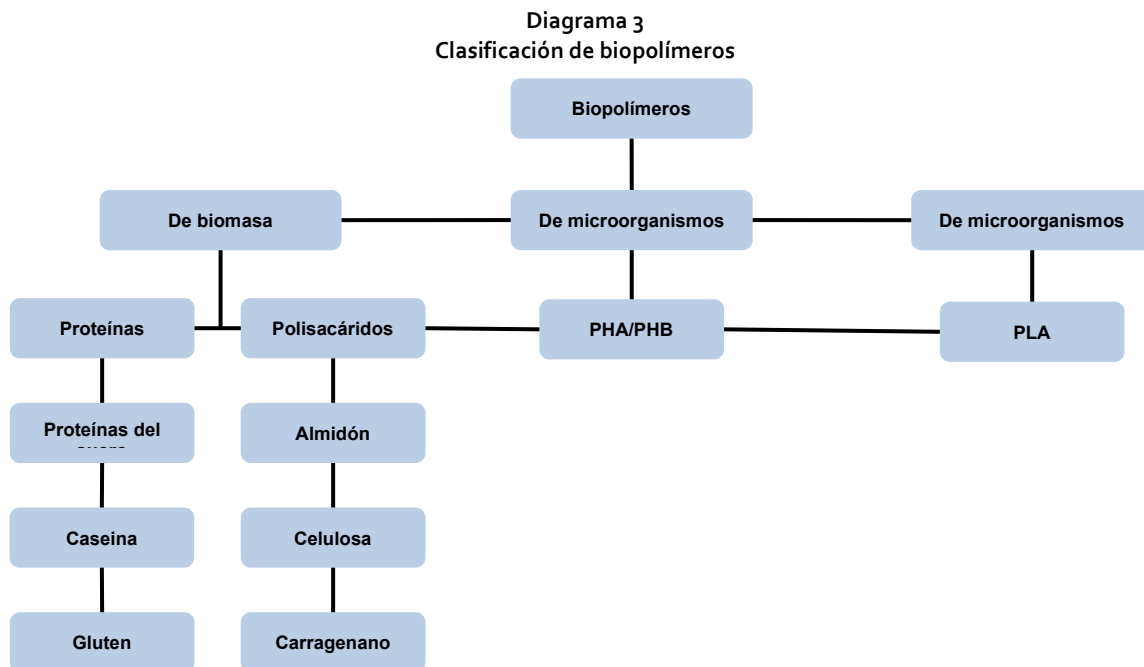 Diagrama 3
Clasificación de biopolímeros
Biopolímeros
De biomasa
De microorganismos
De microorganismos
Proteínas
Polisacáridos
PHA/PHB
PLA
Proteínas del
Almidón
Caseina
Celulosa
Gluten
Carragenano